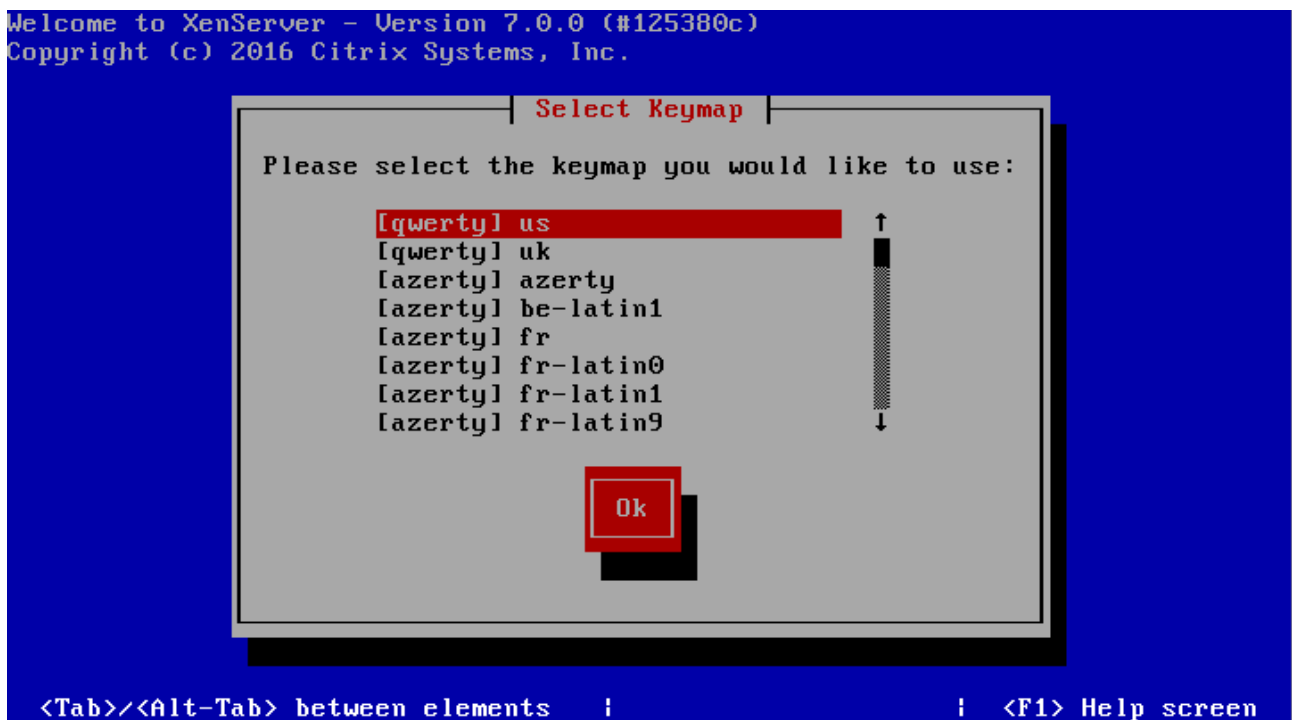 Welcome to XenServer - Version 7.0.0 (#125380c)
Copyright (c) 2016 Citrix Systems, Inc.
Select Keymap
Please select the keymap you would like to use:
[qwerty] us
[qwerty] uk
[azerty] azerty
[azerty] be-latin1
[azerty] fr
[azerty] fr-latin0
[azerty] fr-latin1
[azerty] fr-latin9
Ok
<Tab>/<Alt-Tab> between elements | | <F1> Help screen